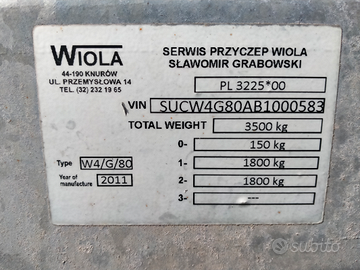 WIOLA
44-190 KNURÓW
UL. PRZEMYSŁOWA 14
TEL. (32) 232 19 65
SERWIS PRZYCZEP WIOLA
SŁAWOMIR GRABOWSKI
PL 3225*00
VIN SUCW4G80AB1000583
TOTAL WEIGHT 3500 kg
0- 150 kg
Type W4/G/80 1- 1800 kg
Year of manufacture 2011 2- 1800 kg
3- ---
subito